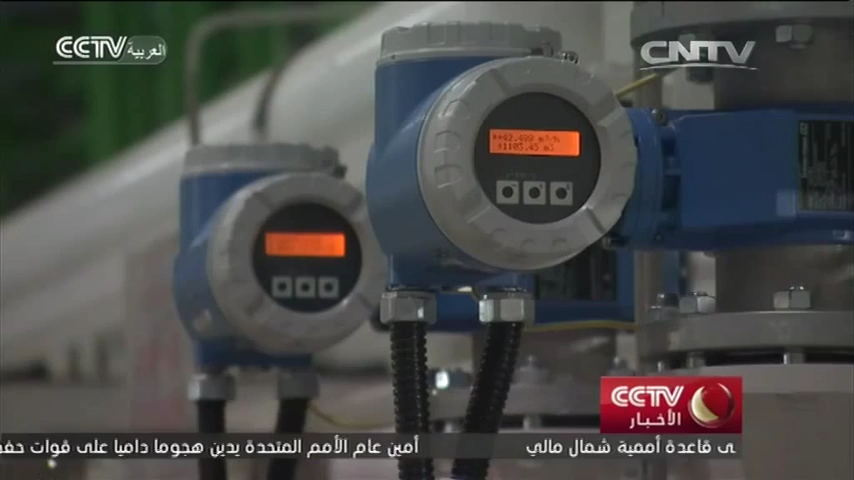 CCTV العربية
CNTV
CCTV
الأخبار
ى قاعدة أممية شمال مالي أمين عام الأمم المتحدة يدين هجوما داميا على قوات حفظ